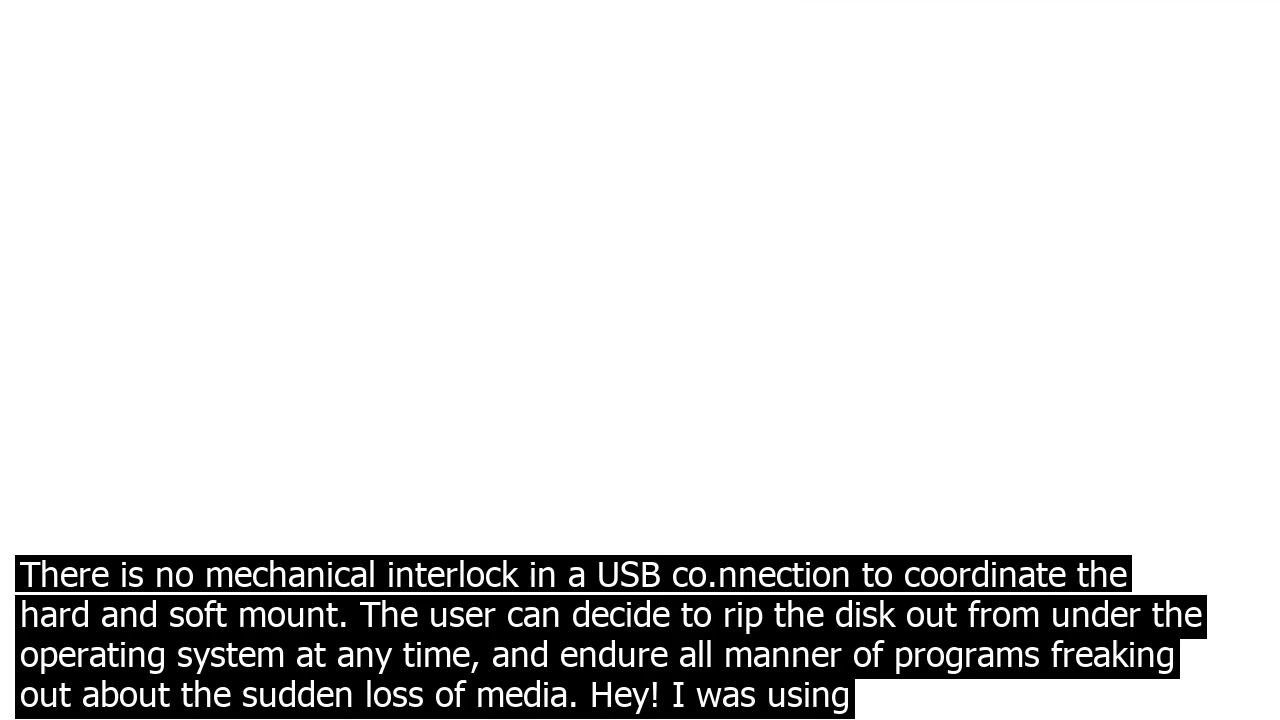 There is no mechanical interlock in a USB co.nnection to coordinate the
hard and soft mount. The user can decide to rip the disk out from under the
operating system at any time, and endure all manner of programs freaking
out about the sudden loss of media. Hey! I was using